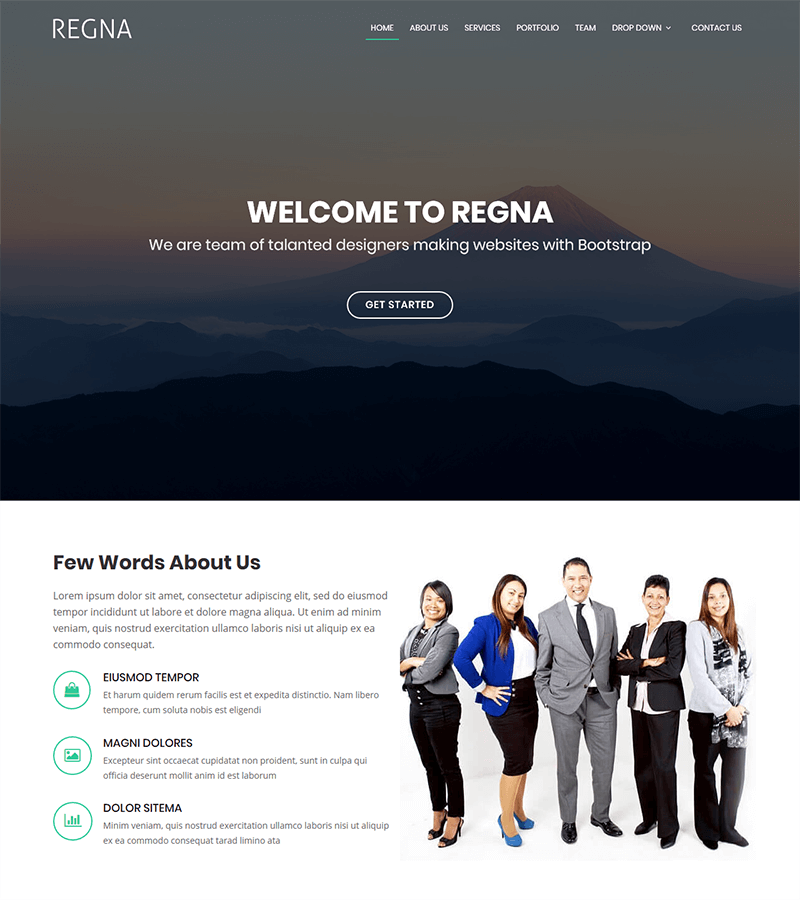 REGNA
HOME ABOUT US SERVICES PORTFOLIO TEAM DROP DOWN CONTACT US
WELCOME TO REGNA
We are team of talanted designers making websites with Bootstrap
GET STARTED
Few Words About Us
Lorem ipsum dolor sit amet, consectetur adipiscing elit, sed do eiusmod
tempor incididunt ut labore et dolore magna aliqua. Ut enim ad minim
veniam, quis nostrud exercitation ullamco laboris nisi ut aliquip ex ea
commodo consequat.
EIUSMOD TEMPOR
Et harum quidem rerum facilis est et expedita distinctio. Nam libero
tempore, cum soluta nobis est eligendi
MAGNI DOLORES
Excepteur sint occaecat cupidatat non proident, sunt in culpa qui
officia deserunt mollit anim id est laborum
DOLOR SITEMA
Minim veniam, quis nostrud exercitation ullamco laboris nisi ut aliquip
ex ea commodo consequat tarad limino ata